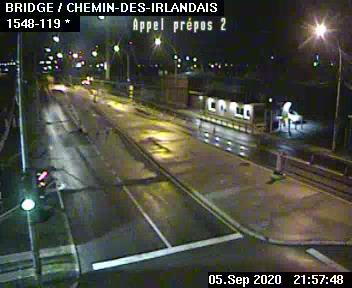 BRIDGE / CHEMIN-DES-IRLANDAIS
1548-119 *
Appel prépos 2
05.Sep 2020 21:57:48